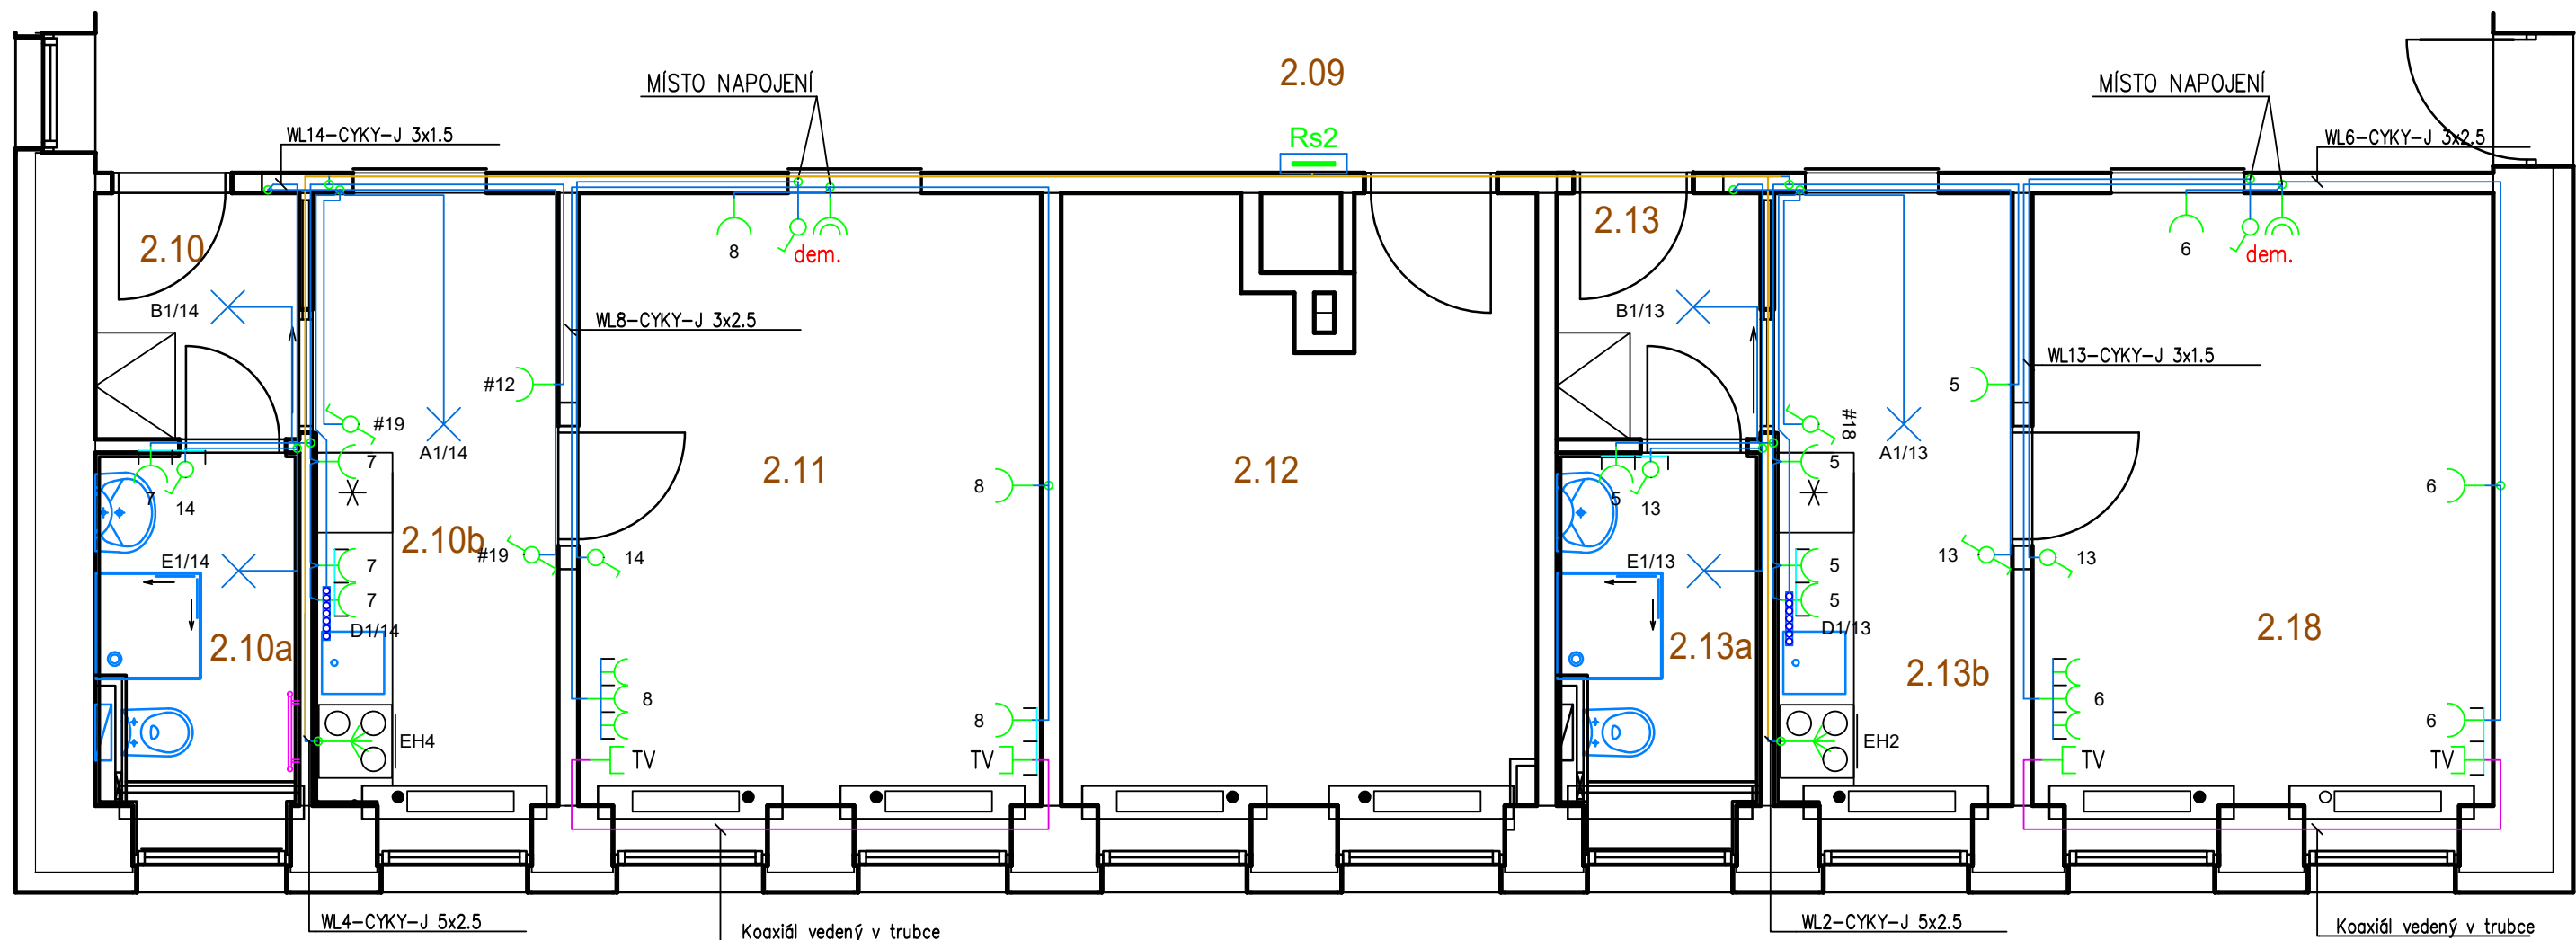 2.09
MÍSTO NAPOJENÍ
MÍSTO NAPOJENÍ
Rs2
WL14-CYKY-J 3x1.5
WL6-CYKY-J 3x2.5
2.10
8
dem.
2.13
6
dem.
B1/14
WL8-CYKY-J 3x2.5
B1/13
WL13-CYKY-J 3x1.5
#12
5
#19
A1/14
#18
A1/13
7
2.11
2.12
5
7
14
8
5
13
6
2.10b
#19
14
13
13
E1/14
7
E1/13
5
7
5
D1/14
D1/13
2.10a
2.13a
2.13b
2.18
8
8
6
6
EH4
TV
TV
EH2
TV
TV
WL4-CYKY-J 5x2.5
Koaxiál vedený v trubce
WL2-CYKY-J 5x2.5
Koaxiál vedený v trubce